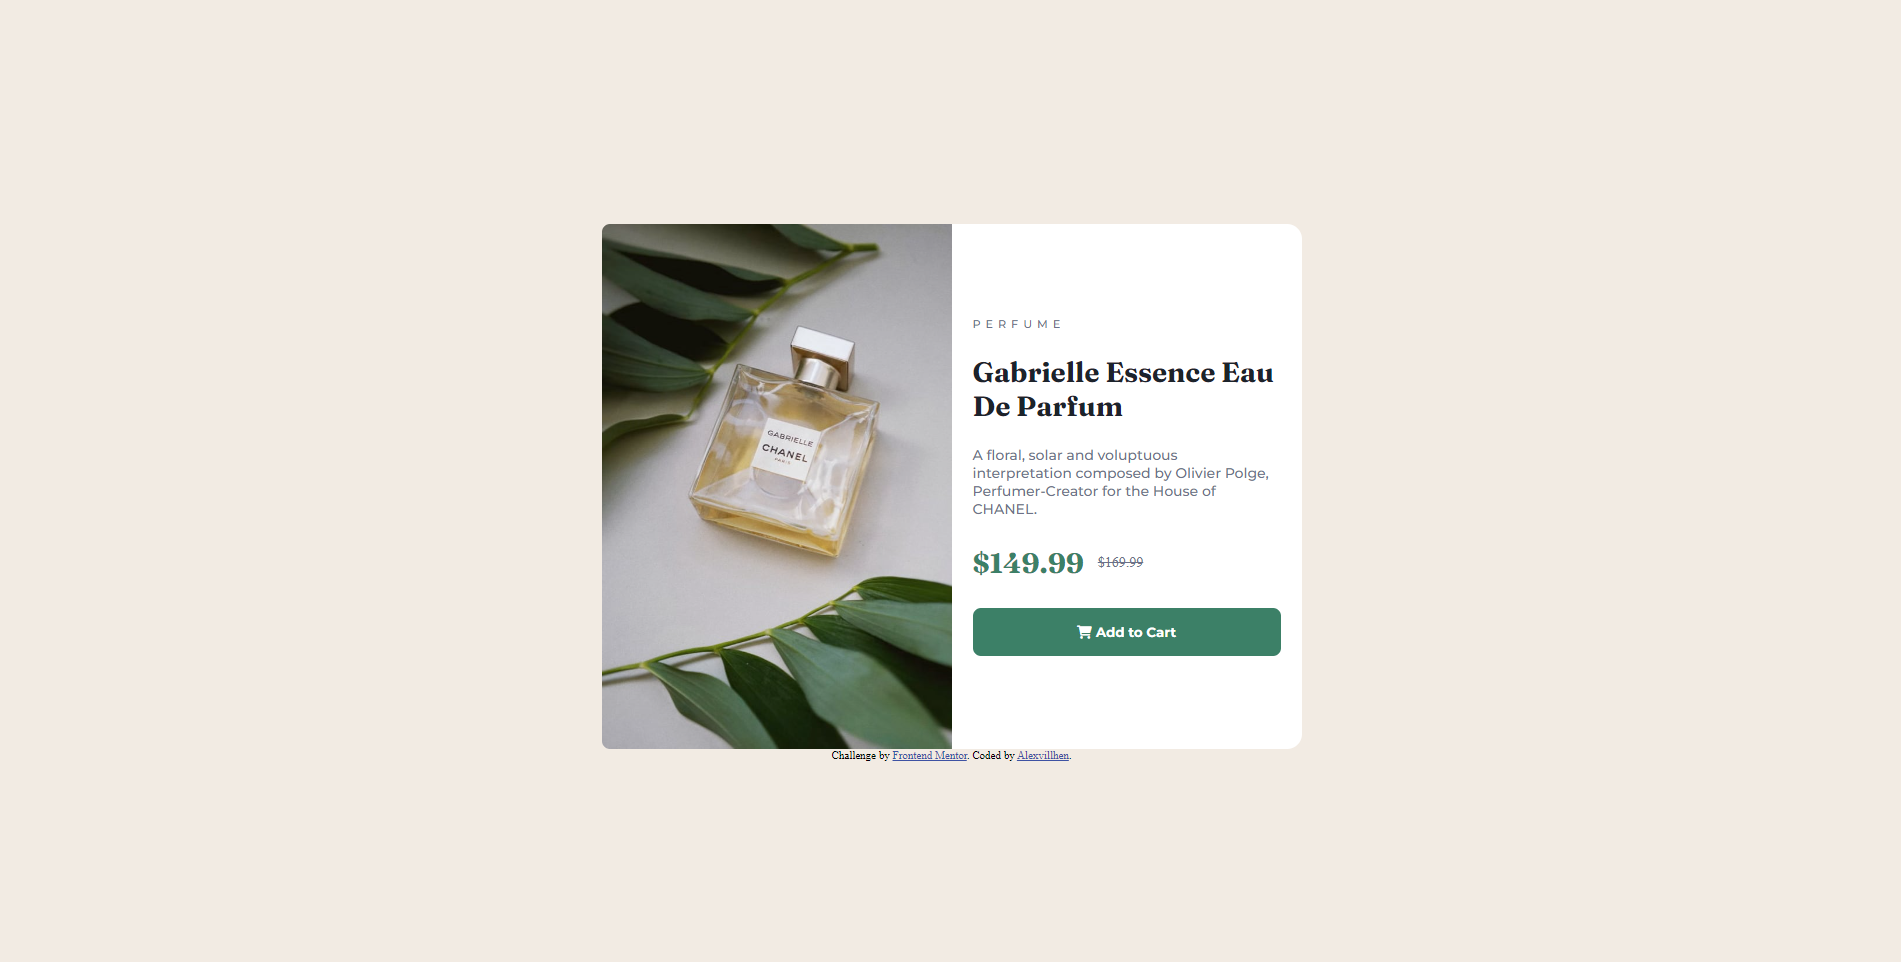 GABRIELLE
CHANEL
PARIS
PERFUME
Gabrielle Essence Eau
De Parfum
A floral, solar and voluptuous
interpretation composed by Olivier Polge,
Perfumer-Creator for the House of
CHANEL.
$149.99 $169.99
Add to Cart
Challenge by Frontend Mentor. Coded by Alexvillhen.